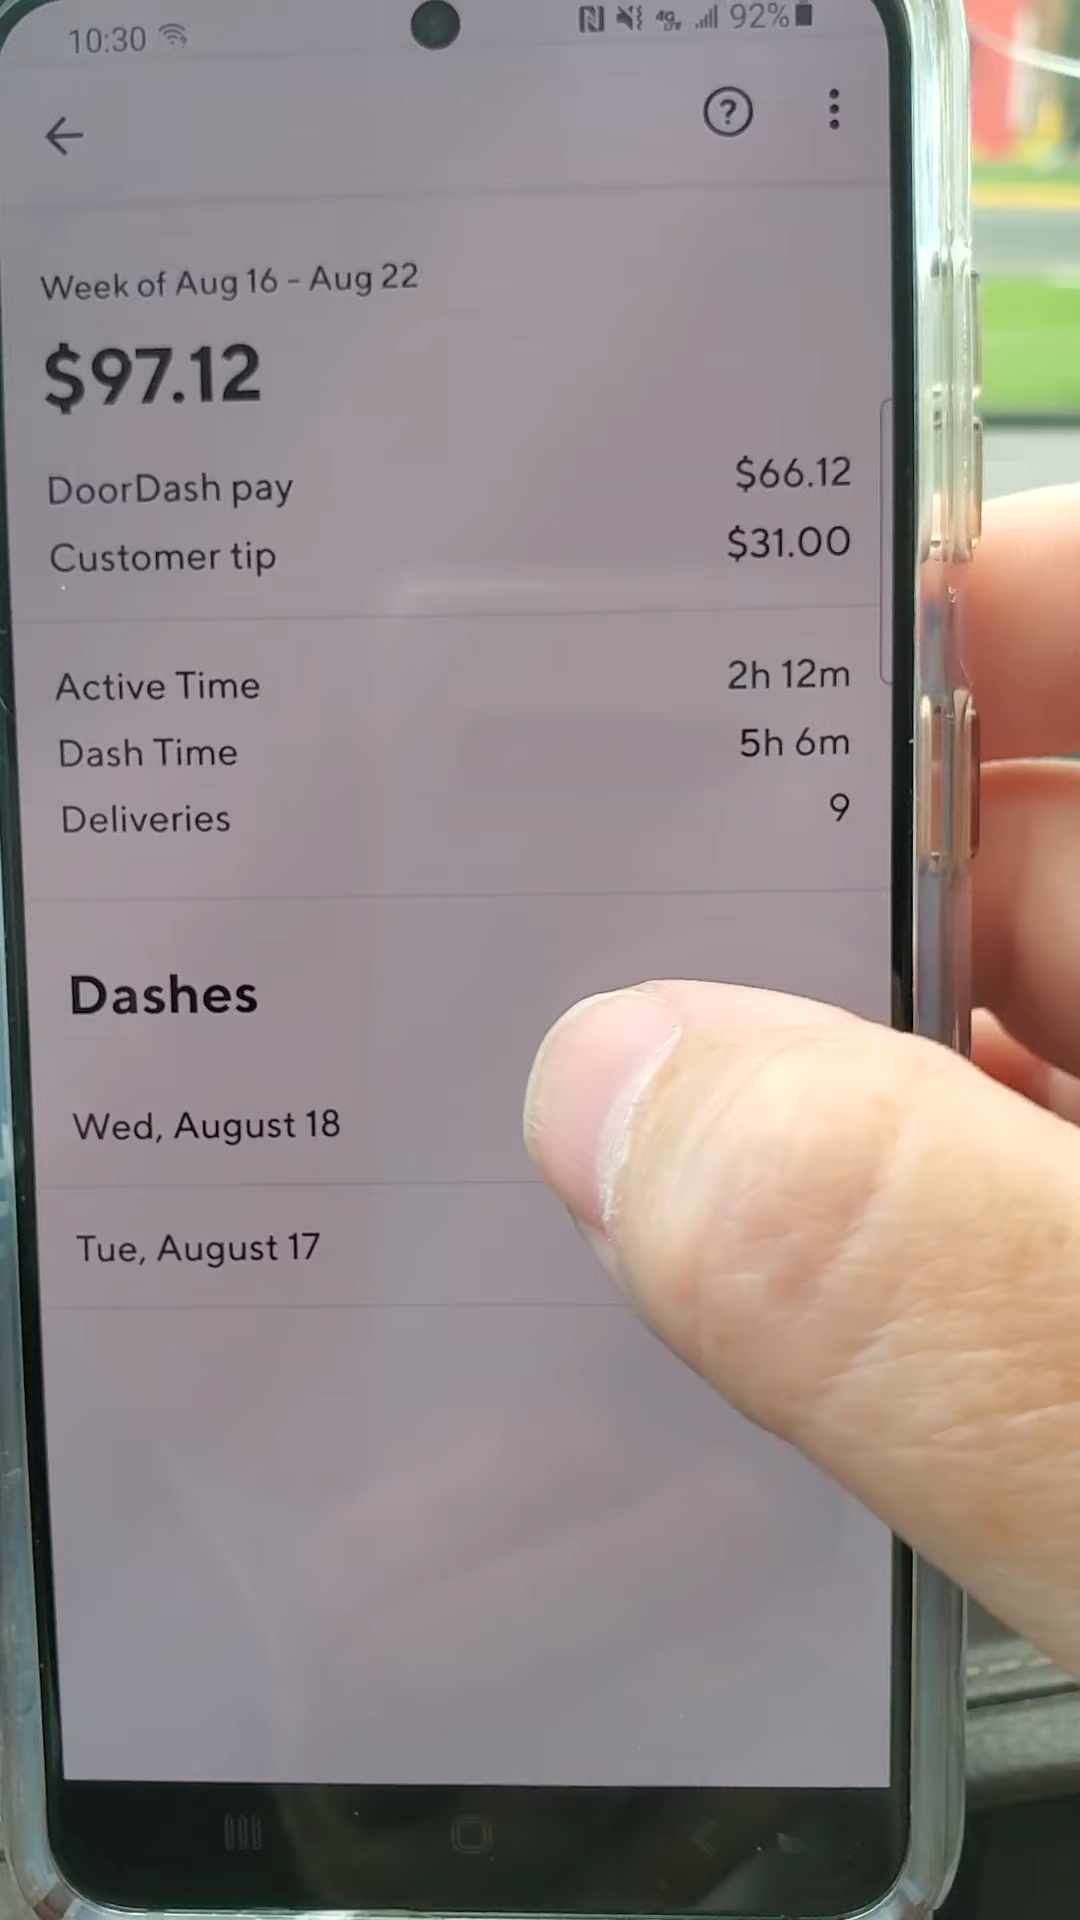 10:30 92%
?
Week of Aug 16 - Aug 22
$97.12
DoorDash pay $66.12
Customer tip $31.00
Active Time 2h 12m
Dash Time 5h 6m
Deliveries 9
Dashes
Wed, August 18
Tue, August 17